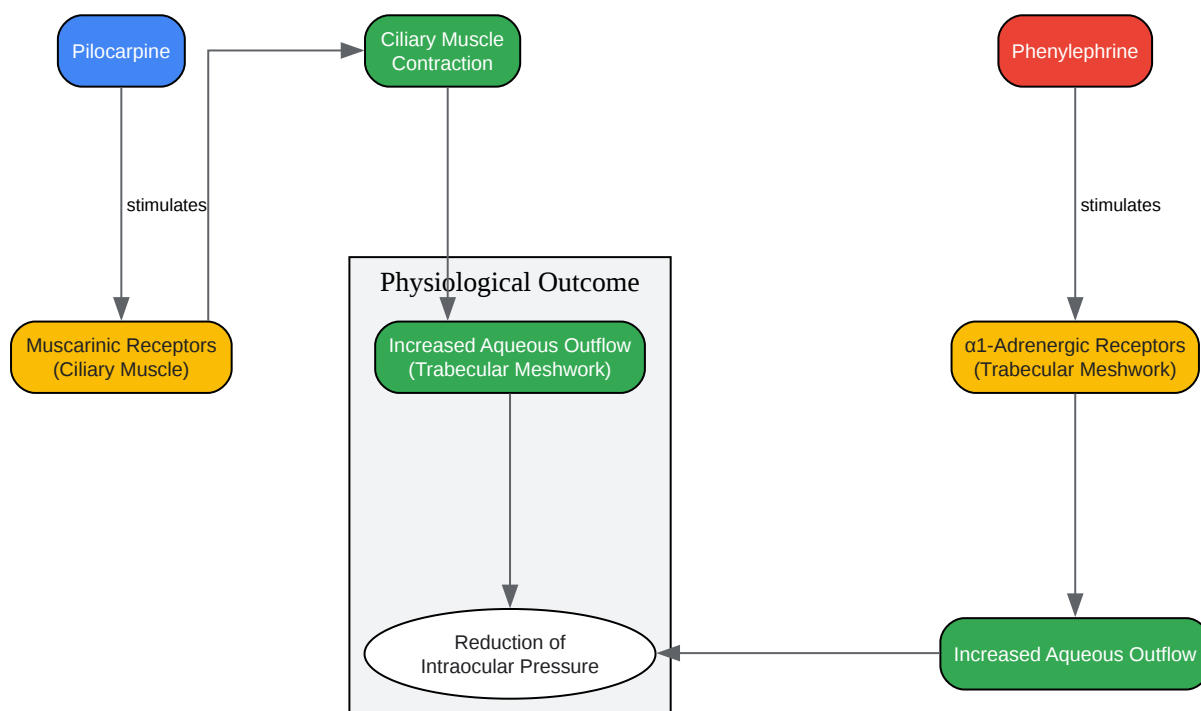 Pilocarpine
Ciliary Muscle
Contraction
Phenylephrine
stimulates
stimulates
Physiological Outcome
Muscarinic Receptors
(Ciliary Muscle)
Increased Aqueous Outflow
(Trabecular Meshwork)
α1-Adrenergic Receptors
(Trabecular Meshwork)
Reduction of
Intraocular Pressure
Increased Aqueous Outflow